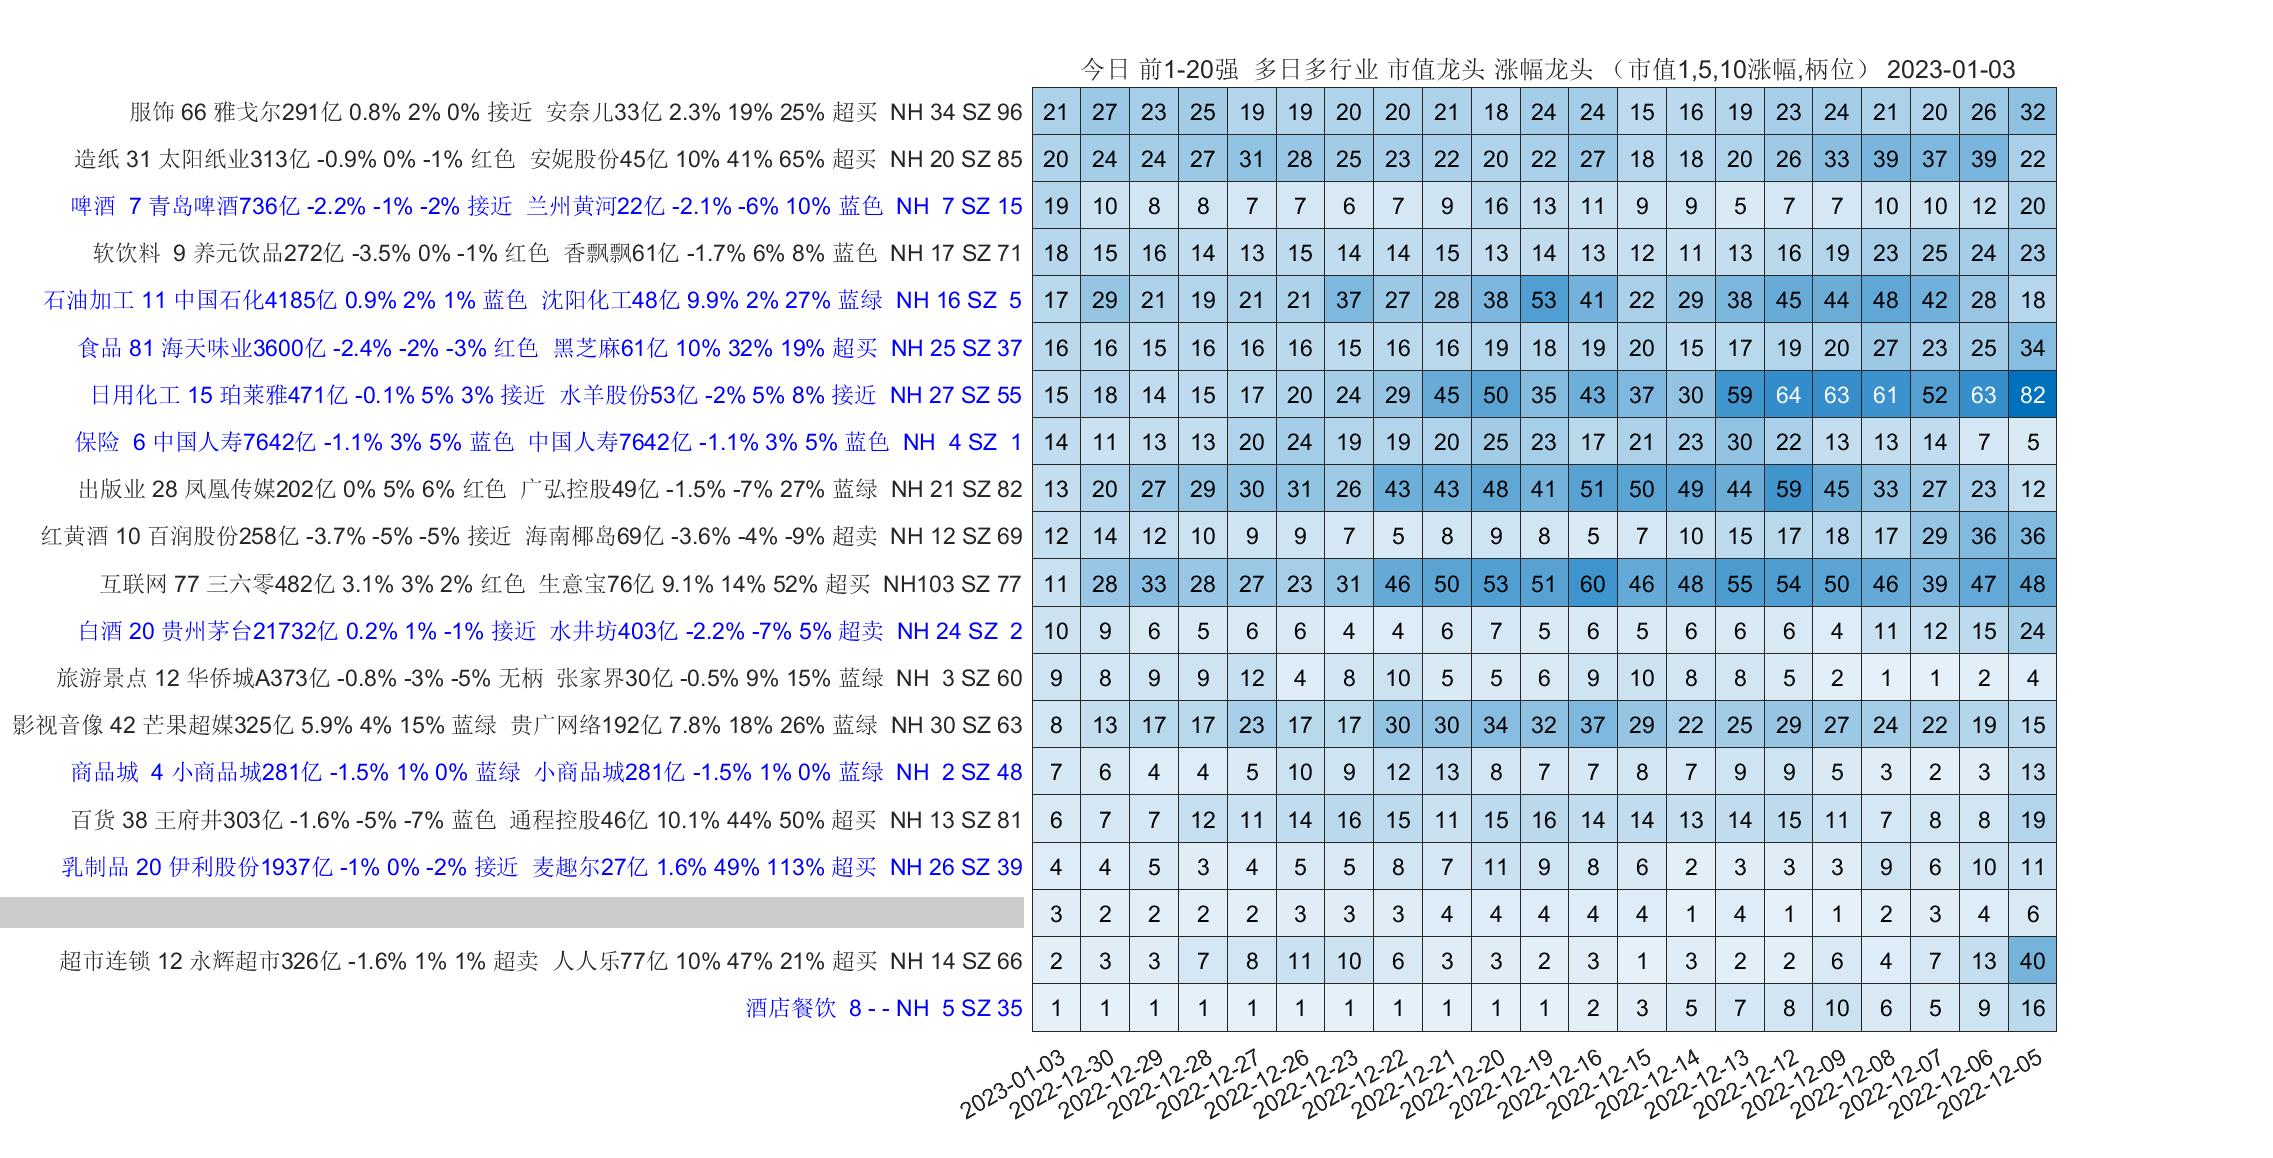 今日 前1-20强 多日多行业 市值龙头 涨幅龙头 （市值1,5,10涨幅,柄位） 2023-01-03
服饰 66 雅戈尔291亿 0.8% 2% 0% 接近 安奈儿33亿 2.3% 19% 25% 超买 NH 34 SZ 96 21 27 23 25 19 19 20 20 21 18 24 24 15 16 19 23 24 21 20 26 32
造纸 31 太阳纸业313亿 -0.9% 0% -1% 红色 安妮股份45亿 10% 41% 65% 超买 NH 20 SZ 85 20 24 24 27 31 28 25 23 22 20 22 27 18 18 20 26 33 39 37 39 22
啤酒 7 青岛啤酒736亿 -2.2% -1% -2% 接近 兰州黄河22亿 -2.1% -6% 10% 蓝色 NH 7 SZ 15 19 10 8 8 7 7 6 7 9 16 13 11 9 9 5 7 7 10 10 12 20
软饮料 9 养元饮品272亿 -3.5% 0% -1% 红色 香飘飘61亿 -1.7% 6% 8% 蓝色 NH 17 SZ 71 18 15 16 14 13 15 14 14 15 13 14 13 12 11 13 16 19 23 25 24 23
石油加工 11 中国石化4185亿 0.9% 2% 1% 蓝色 沈阳化工48亿 9.9% 2% 27% 蓝绿 NH 16 SZ 5 17 29 21 19 21 21 37 27 28 38 53 41 22 29 38 45 44 48 42 28 18
食品 81 海天味业3600亿 -2.4% -2% -3% 红色 黑芝麻61亿 10% 32% 19% 超买 NH 25 SZ 37 16 16 15 16 16 16 15 16 16 19 18 19 20 15 17 19 20 27 23 25 34
日用化工 15 珀莱雅471亿 -0.1% 5% 3% 接近 水羊股份53亿 -2% 5% 8% 接近 NH 27 SZ 55 15 18 14 15 17 20 24 29 45 50 35 43 37 30 59 64 63 61 52 63 82
保险 6 中国人寿7642亿 -1.1% 3% 5% 蓝色 中国人寿7642亿 -1.1% 3% 5% 蓝色 NH 4 SZ 1 14 11 13 13 20 24 19 19 20 25 23 17 21 23 30 22 13 13 14 7 5
出版业 28 凤凰传媒202亿 0% 5% 6% 红色 广弘控股49亿 -1.5% -7% 27% 蓝绿 NH 21 SZ 82 13 20 27 29 30 31 26 43 43 48 41 51 50 49 44 59 45 33 27 23 12
红黄酒 10 百润股份258亿 -3.7% -5% -5% 接近 海南椰岛69亿 -3.6% -4% -9% 超卖 NH 12 SZ 69 12 14 12 10 9 9 7 5 8 9 8 5 7 10 15 17 18 17 29 36 36
互联网 77 三六零482亿 3.1% 3% 2% 红色 生意宝76亿 9.1% 14% 52% 超买 NH103 SZ 77 11 28 33 28 27 23 31 46 50 53 51 60 46 48 55 54 50 46 39 47 48
白酒 20 贵州茅台21732亿 0.2% 1% -1% 接近 水井坊403亿 -2.2% -7% 5% 超卖 NH 24 SZ 2 10 9 6 5 6 6 4 4 6 7 5 6 5 6 6 6 4 11 12 15 24
旅游景点 12 华侨城A373亿 -0.8% -3% -5% 无柄 张家界30亿 -0.5% 9% 15% 蓝绿 NH 3 SZ 60 9 8 9 9 12 4 8 10 5 5 6 9 10 8 8 5 2 1 1 2 4
影视音像 42 芒果超媒325亿 5.9% 4% 15% 蓝绿 贵广网络192亿 7.8% 18% 26% 蓝绿 NH 30 SZ 63 8 13 17 17 23 17 17 30 30 34 32 37 29 22 25 29 27 24 22 19 15
商品城 4 小商品城281亿 -1.5% 1% 0% 蓝绿 小商品城281亿 -1.5% 1% 0% 蓝绿 NH 2 SZ 48 7 6 4 4 5 10 9 12 13 8 7 7 8 7 9 9 5 3 2 3 13
百货 38 王府井303亿 -1.6% -5% -7% 蓝色 通程控股46亿 10.1% 44% 50% 超买 NH 13 SZ 81 6 7 7 12 11 14 16 15 11 15 16 14 14 13 14 15 11 7 8 8 19
乳制品 20 伊利股份1937亿 -1% 0% -2% 接近 麦趣尔27亿 1.6% 49% 113% 超买 NH 26 SZ 39 4 4 5 3 4 5 5 8 7 11 9 8 6 2 3 3 3 9 6 10 11
3 2 2 2 2 3 3 3 4 4 4 4 4 1 4 1 1 2 3 4 6
超市连锁 12 永辉超市326亿 -1.6% 1% 1% 超卖 人人乐77亿 10% 47% 21% 超买 NH 14 SZ 66 2 3 3 7 8 11 10 6 3 3 2 3 1 3 2 2 6 4 7 13 40
酒店餐饮 8 - - NH 5 SZ 35 1 1 1 1 1 1 1 1 1 1 1 2 3 5 7 8 10 6 5 9 16
2023-01-03 2022-12-30 2022-12-29 2022-12-28 2022-12-27 2022-12-26 2022-12-23 2022-12-22 2022-12-21 2022-12-20 2022-12-19 2022-12-16 2022-12-15 2022-12-14 2022-12-13 2022-12-12 2022-12-09 2022-12-08 2022-12-07 2022-12-06 2022-12-05